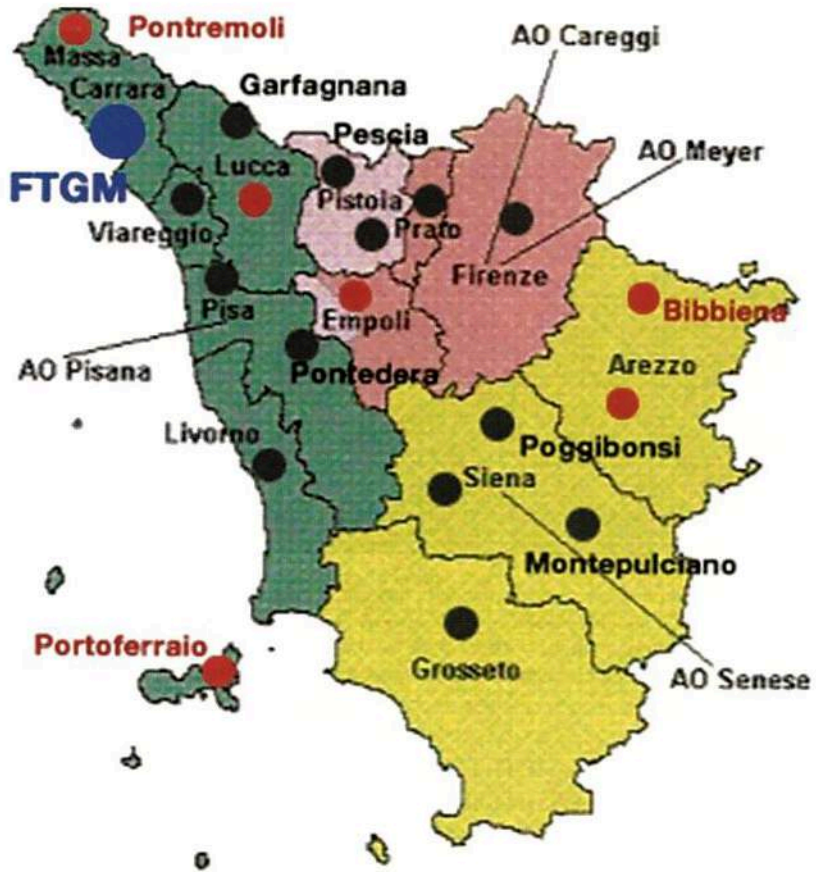 Pontremoli
AO Careggi
Massa
Carrara
Garfagnana
Pescia
AO Meyer
Lucca
FTGM
Pistoia
Viareggio
Prato
Firenze
Pisa
Empoli
Bibbiena
AO Pisana
Pontedera
Arezzo
Livorno
Poggibonsi
Siena
Montepulciano
Portoferraio
Grosseto
AO Senese